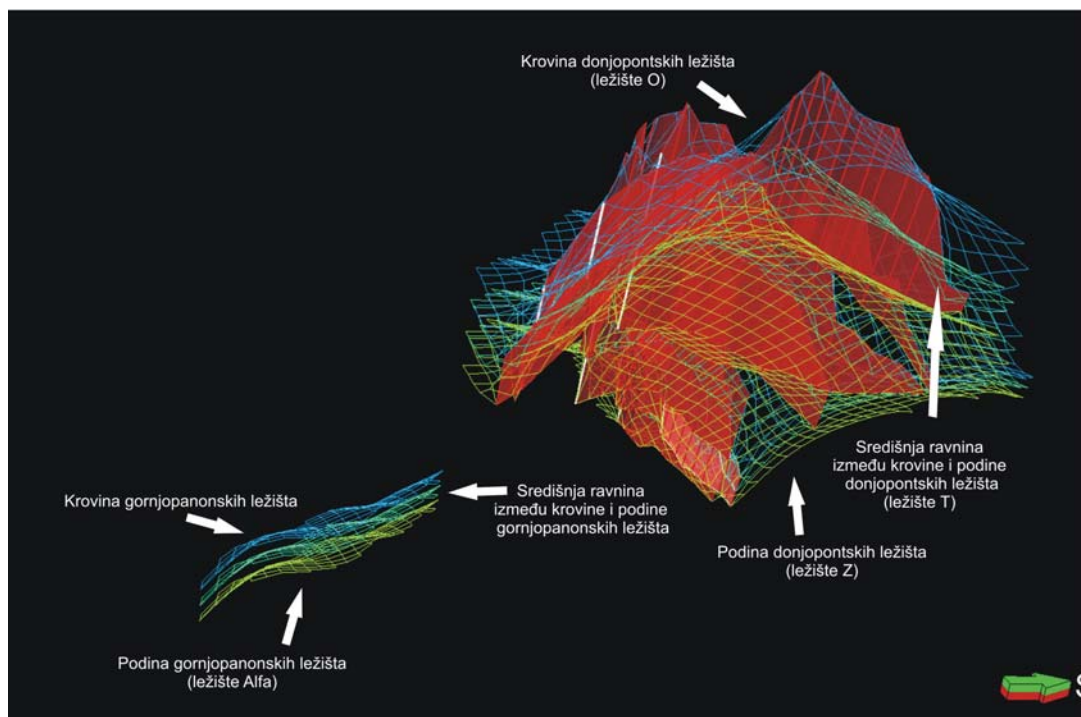 Krovina donjopontskih ležišta
(ležište O)
Krovina gornjopanonskih ležišta
Središnja ravnina
između krovine i podine
gornjopanonskih ležišta
Središnja ravnina
između krovine i podine
donjopontskih ležišta
(ležište T)
Podina donjopontskih ležišta
(ležište Z)
Podina gornjopanonskih ležišta
(ležište Alfa)
S